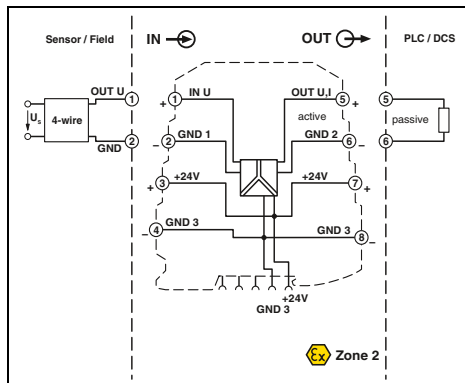 Sensor / Field
IN
OUT
PLC / DCS
OUT U
1
+
1
IN U
OUT U,I
5
+
5
Us
4-wire
active
passive
GND
2
−
2
GND 1
GND 2
6
−
6
+
3
+24V
+24V
7
+
−
4
GND 3
GND 3
8
−
+24V
GND 3
Ex Zone 2